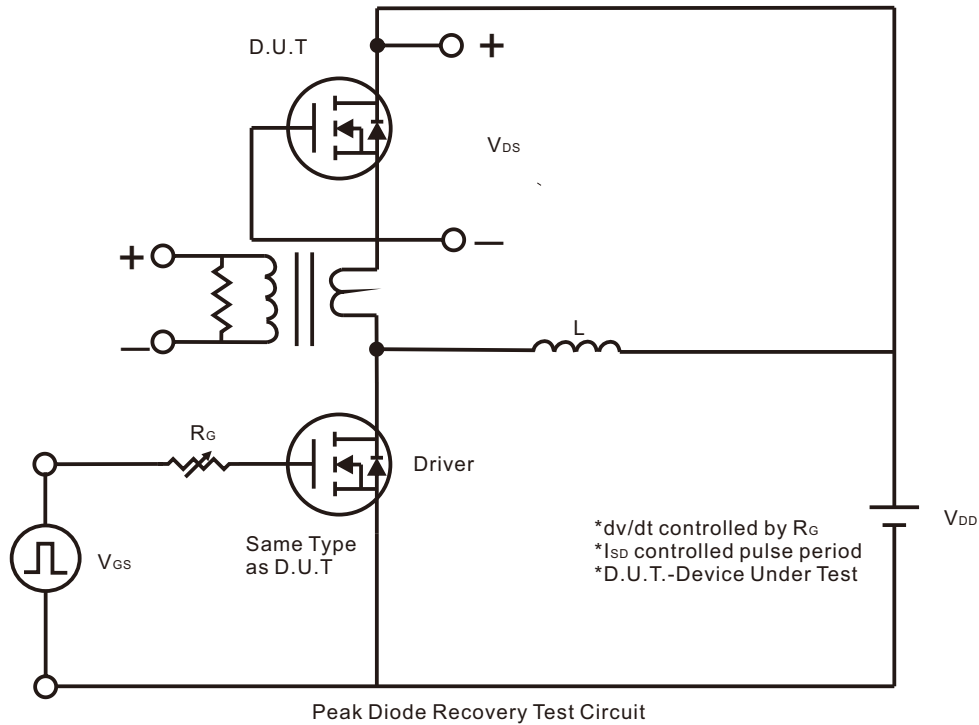 D.U.T
+
VDS
—
+
—
L
RG
Driver
VGS
Same Type
as D.U.T
*dv/dt controlled by RG
*ISD controlled pulse period
*D.U.T.-Device Under Test
VDD
Peak Diode Recovery Test Circuit